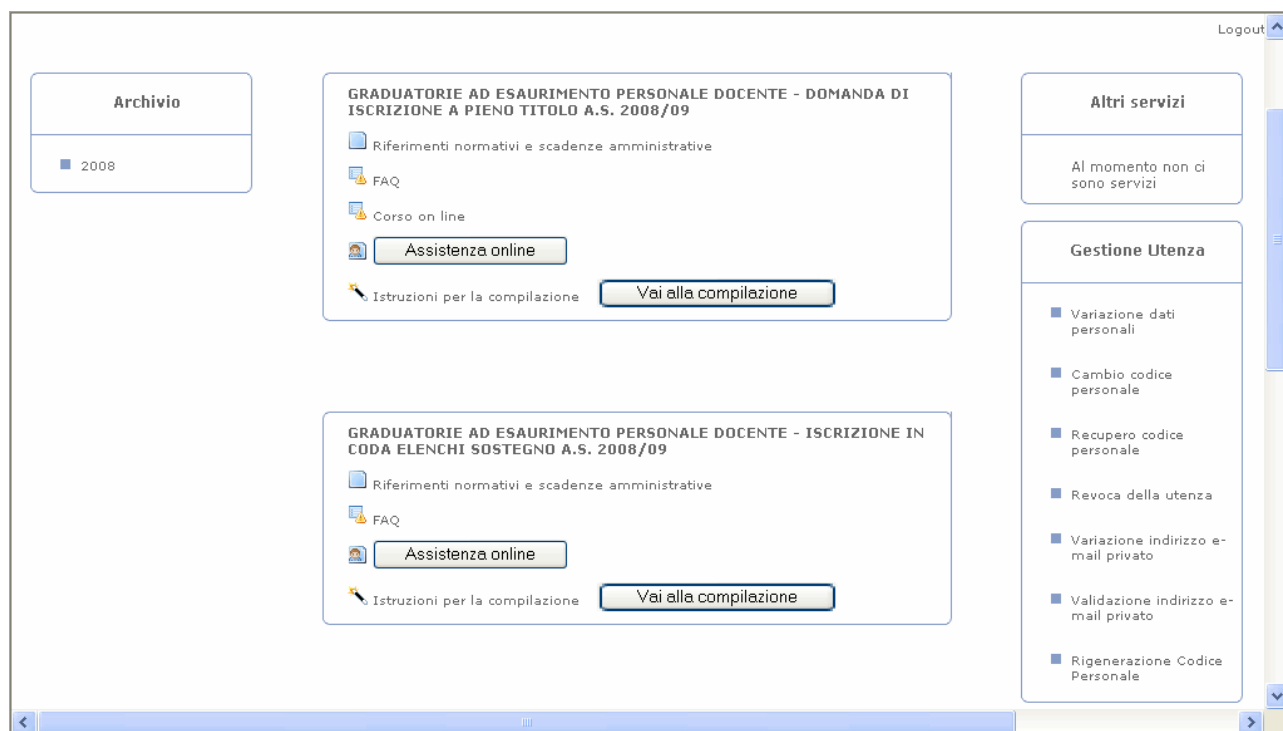 Logout
Archivio
2008
GRADUATORIE AD ESAURIMENTO PERSONALE DOCENTE - DOMANDA DI
ISCRIZIONE A PIENO TITOLO A.S. 2008/09
Riferimenti normativi e scadenze amministrative
FAQ
Corso on line
Assistenza online
Istruzioni per la compilazione Vai alla compilazione
GRADUATORIE AD ESAURIMENTO PERSONALE DOCENTE - ISCRIZIONE IN
CODA ELENCHI SOSTEGNO A.S. 2008/09
Riferimenti normativi e scadenze amministrative
FAQ
Assistenza online
Istruzioni per la compilazione Vai alla compilazione
Altri servizi
Al momento non ci
sono servizi
Gestione Utenza
Variazione dati
personali
Cambio codice
personale
Recupero codice
personale
Revoca della utenza
Variazione indirizzo e-
mail privato
Validazione indirizzo e-
mail privato
Rigenerazione Codice
Personale